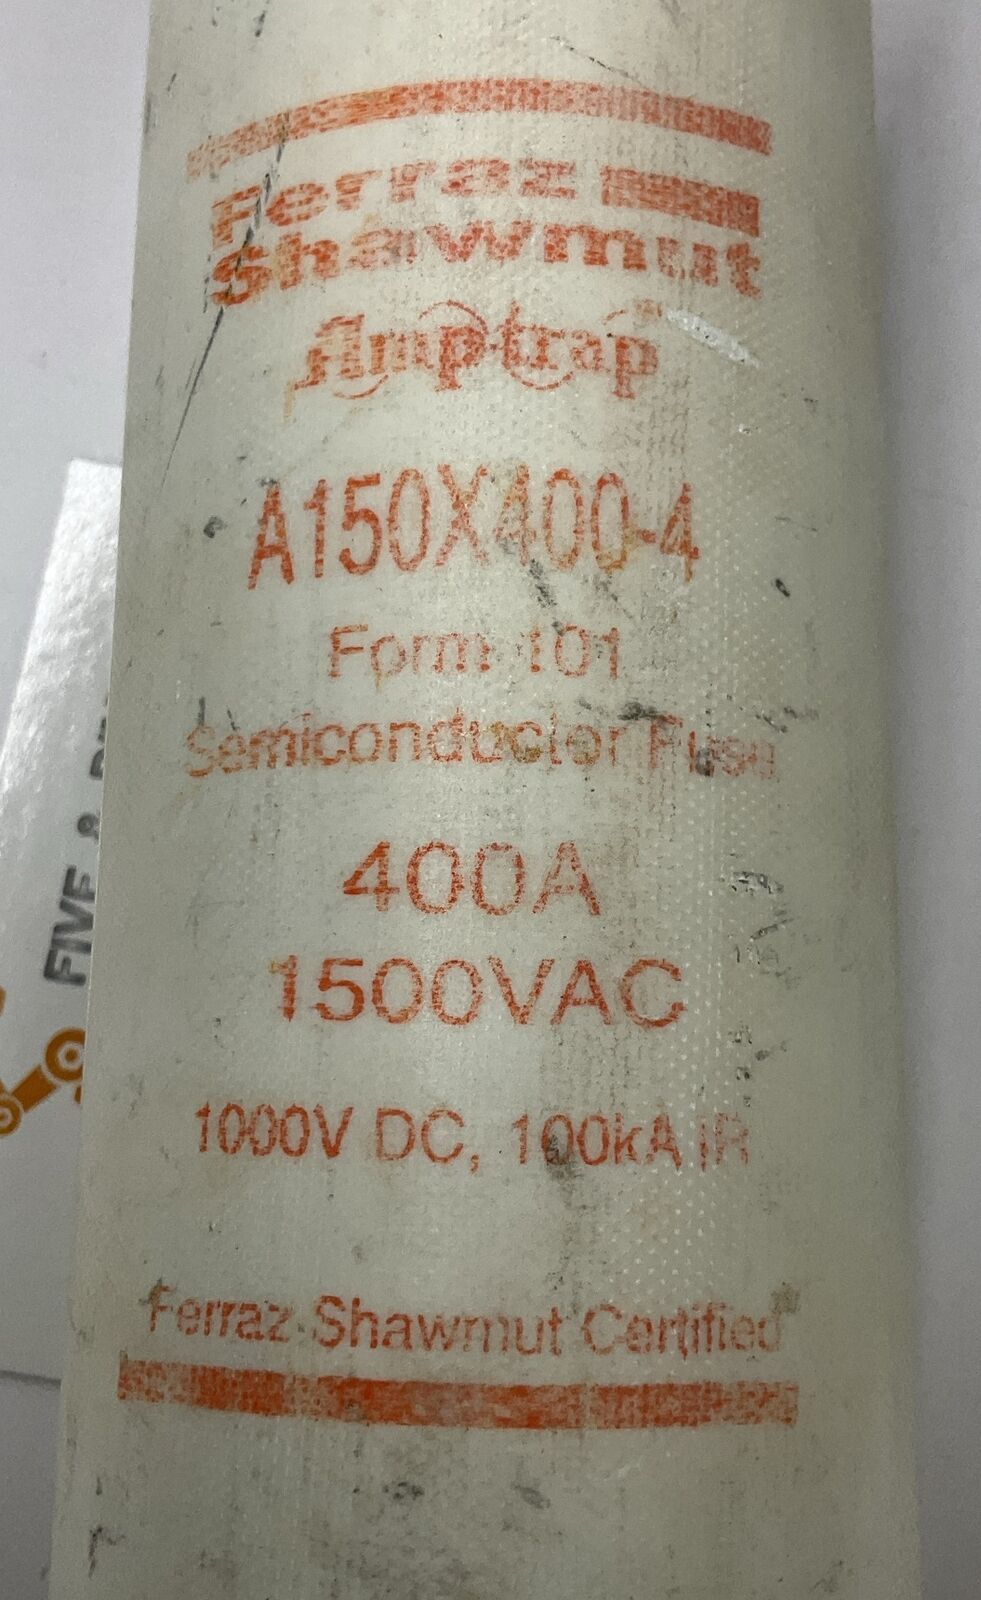 Ferraz
Shawmut
Amp-trap
A150X400-4
Form 101
Semiconductor Fuse
400A
1500VAC
1000V DC, 100kA IR
Ferraz Shawmut Certified
FIVE &